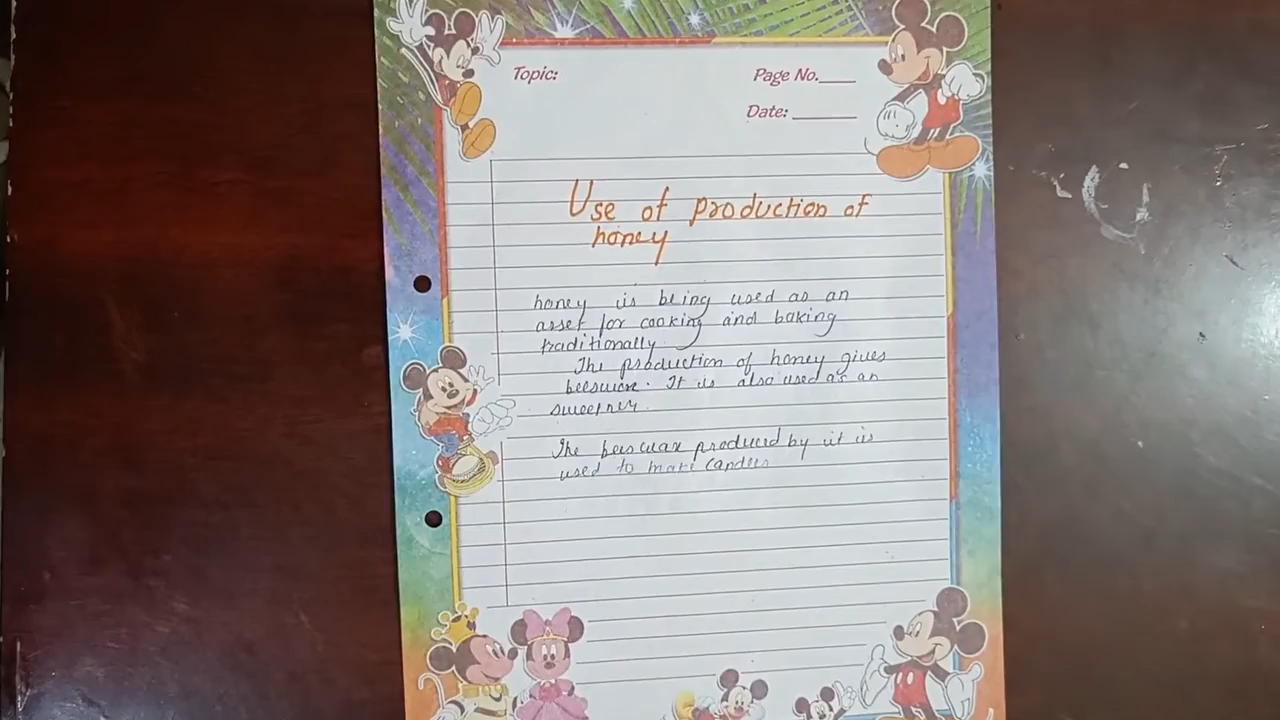 Topic:
Page No.____
Date: ______
Use of production of
honey
honey is being used as an
asset for cooking and baking
traditionally.
The production of honey gives
beeswax. It is also used as an
The beeswax produced by it is
used to make